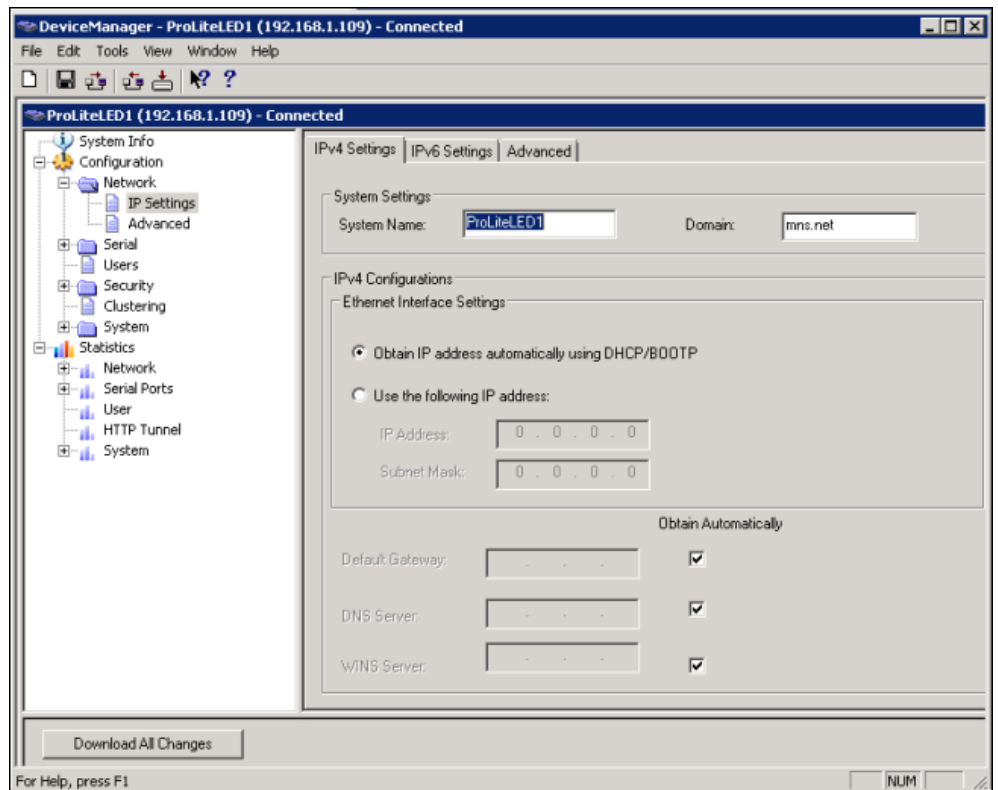 DeviceManager - ProLiteLED1 (192.168.1.109) - Connected
File Edit Tools View Window Help
ProLiteLED1 (192.168.1.109) - Connected
System Info
Configuration
Network
IP Settings
Advanced
Serial
Users
Security
Clustering
System
Statistics
Network
Serial Ports
User
HTTP Tunnel
System
IPv4 Settings IPv6 Settings Advanced
System Settings
System Name: ProLiteLED1 Domain: mns.net
IPv4 Configurations
Ethernet Interface Settings
Obtain IP address automatically using DHCP/BOOTP
Use the following IP address:
IP Address: 0 . 0 . 0 . 0
Subnet Mask: 0 . 0 . 0 . 0
Obtain Automatically
Default Gateway: . . .
DNS Server: . . .
WINS Server: . . .
Download All Changes
For Help, press F1 NUM